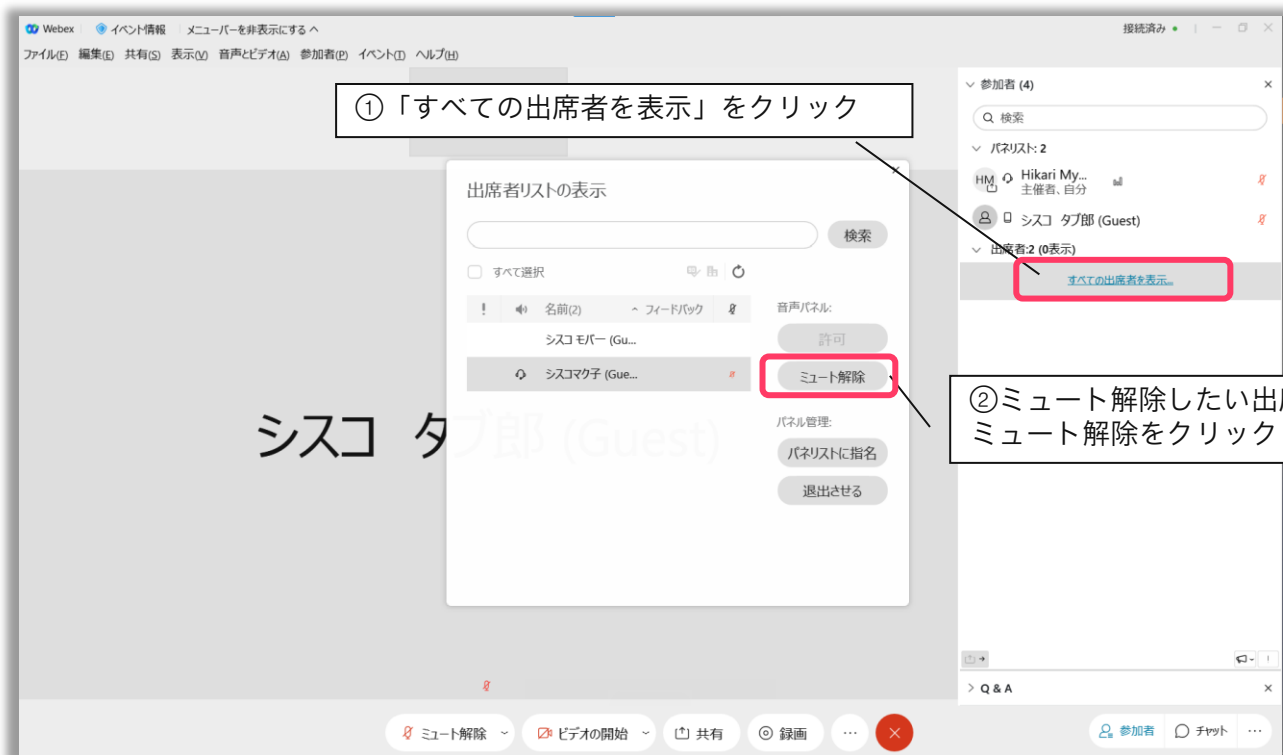 Webex イベント情報 メニューバーを非表示にする へ 接続済み
ファイル(F) 編集(E) 共有(S) 表示(V) 音声とビデオ(A) 参加者(P) イベント(T) ヘルプ(H)
①「すべての出席者を表示」をクリック
参加者 (4)
検索
パネリスト: 2
HM Hikari My...
主催者、自分
シスコ タブ郎 (Guest)
出席者:2 (0表示)
すべての出席者を表示...
出席者リストの表示
検索
すべて選択
! 名前(2) フィードバック
シスコ モバー (Gu...
シスコマク子 (Gue...
音声パネル:
許可
ミュート解除
パネル管理:
パネリストに指名
退出させる
②ミュート解除したい出
ミュート解除をクリック
シスコ タブ郎 (Guest)
Q & A
ミュート解除 ビデオの開始 共有 録画 ... 参加者 チャット ...